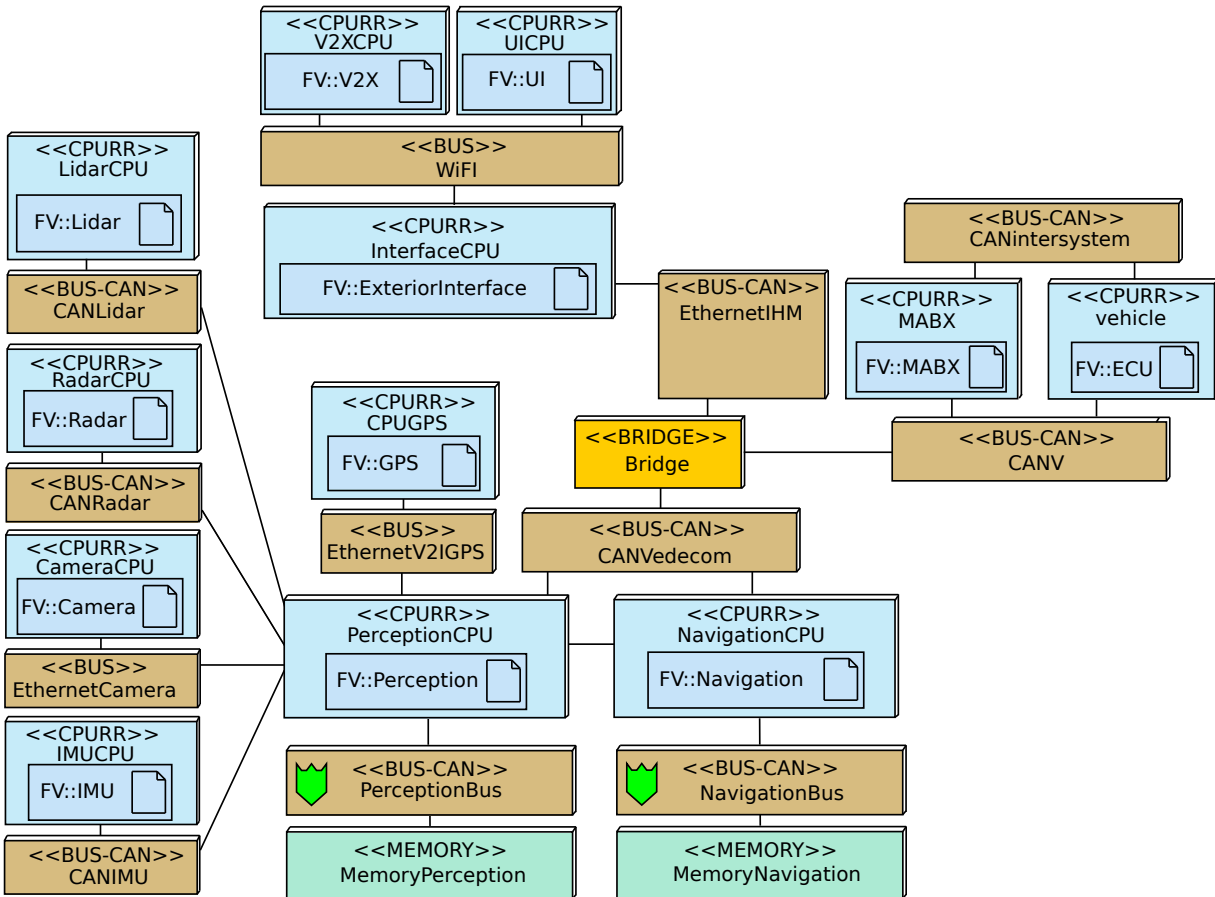 <<CPURR>>
V2XCPU
FV::V2X
<<CPURR>>
UICPU
FV::UI
<<BUS>>
WiFI
<<CPURR>>
LidarCPU
FV::Lidar
<<BUS-CAN>>
CANLidar
<<CPURR>>
InterfaceCPU
FV::ExteriorInterface
<<BUS-CAN>>
EthernetIHM
<<BUS-CAN>>
CANintersystem
<<CPURR>>
MABX
FV::MABX
<<CPURR>>
vehicle
FV::ECU
<<CPURR>>
RadarCPU
FV::Radar
<<BUS-CAN>>
CANRadar
<<CPURR>>
CPUGPS
FV::GPS
<<BUS>>
EthernetV2IGPS
<<BRIDGE>>
Bridge
<<BUS-CAN>>
CANV
<<BUS-CAN>>
CANVedecom
<<CPURR>>
CameraCPU
FV::Camera
<<BUS>>
EthernetCamera
<<CPURR>>
PerceptionCPU
FV::Perception
<<CPURR>>
NavigationCPU
FV::Navigation
<<CPURR>>
IMUCPU
FV::IMU
<<BUS-CAN>>
CANIMU
<<BUS-CAN>>
PerceptionBus
<<BUS-CAN>>
NavigationBus
<<MEMORY>>
MemoryPerception
<<MEMORY>>
MemoryNavigation